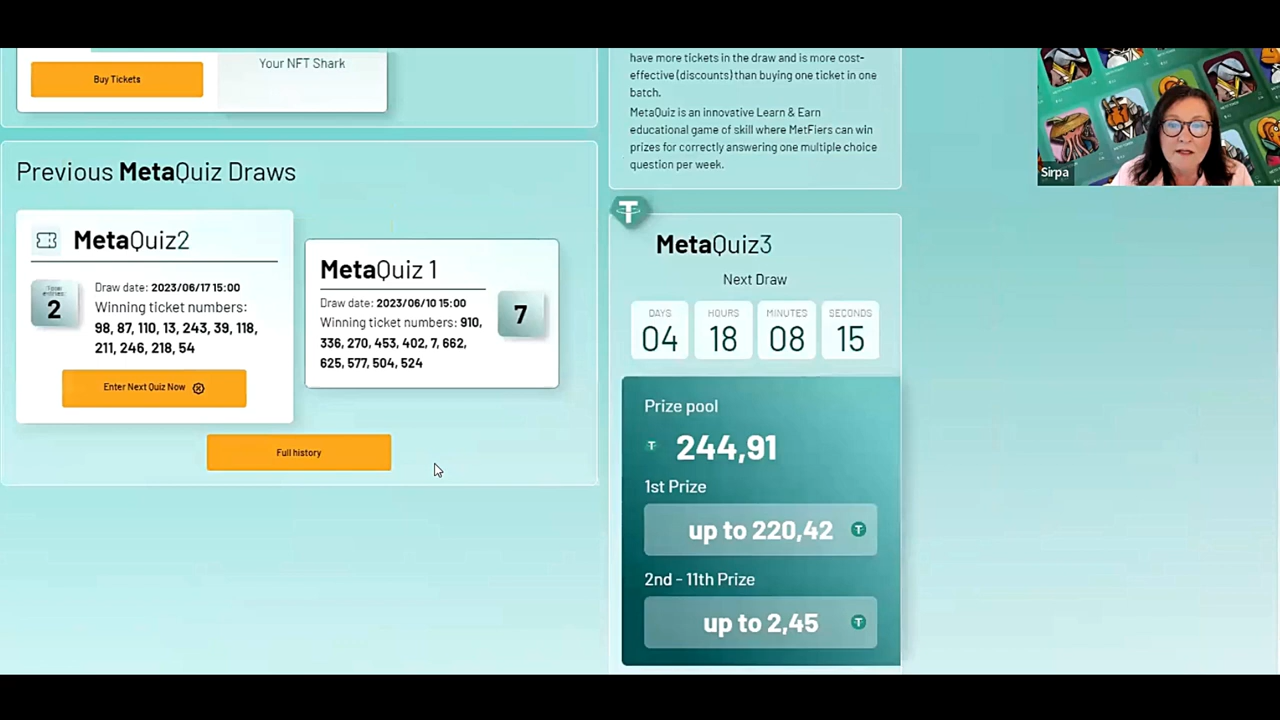 Your NFT Shark
Buy Tickets
have more tickets in the draw and is more cost-
effective (discounts) than buying one ticket in one
batch.
MetaQuiz is an innovative Learn & Earn
educational game of skill where MetFiers can win
prizes for correctly answering one multiple choice
question per week.
Sirpa
Previous MetaQuiz Draws
MetaQuiz2
Total
entries:
2
Draw date: 2023/06/17 15:00
Winning ticket numbers:
98, 87, 110, 13, 243, 39, 118,
211, 246, 218, 54
Enter Next Quiz Now
MetaQuiz 1
Draw date: 2023/06/10 15:00
Winning ticket numbers: 910,
336, 270, 453, 402, 7, 662,
625, 577, 504, 524
7
Full history
MetaQuiz3
Next Draw
DAYS HOURS MINUTES SECONDS
04 18 08 15
Prize pool
244,91
1st Prize
up to 220,42
2nd - 11th Prize
up to 2,45